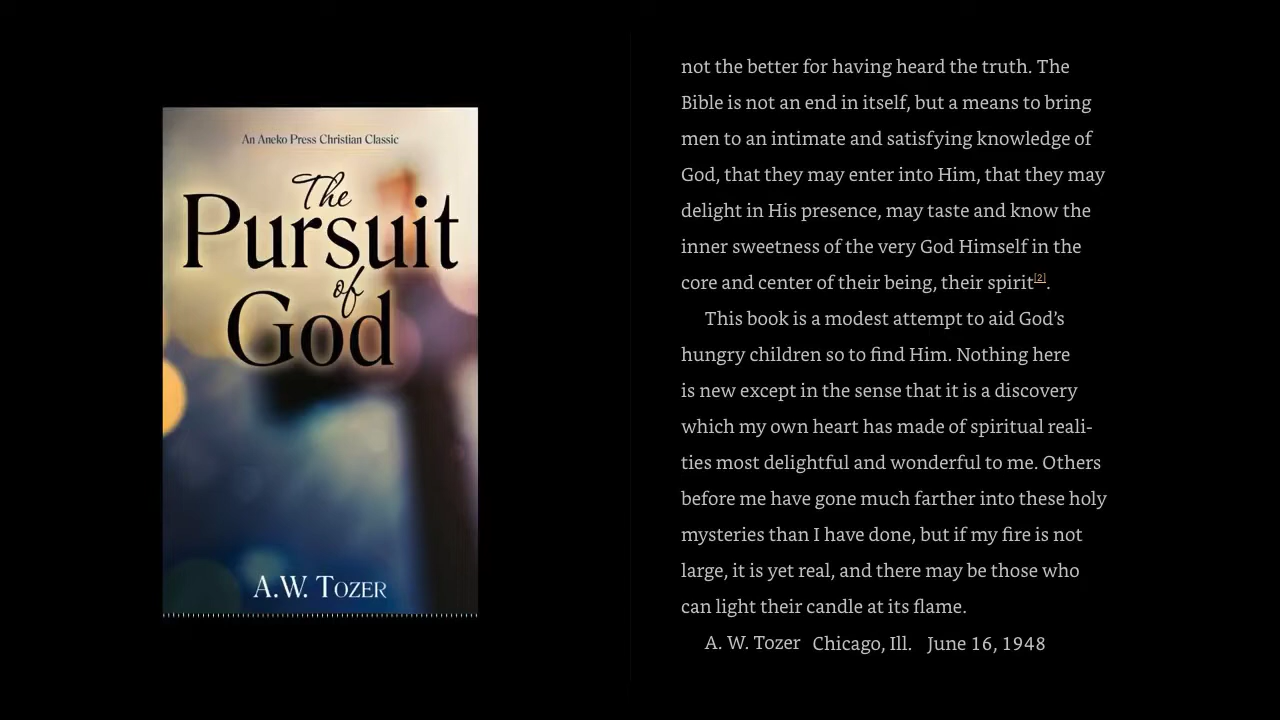 An Aneko Press Christian Classic
The
Pursuit
of
God
A.W. Tozer
not the better for having heard the truth. The
Bible is not an end in itself, but a means to bring
men to an intimate and satisfying knowledge of
God, that they may enter into Him, that they may
delight in His presence, may taste and know the
inner sweetness of the very God Himself in the
core and center of their being, their spirit[2].
This book is a modest attempt to aid God’s
hungry children so to find Him. Nothing here
is new except in the sense that it is a discovery
which my own heart has made of spiritual reali-
ties most delightful and wonderful to me. Others
before me have gone much farther into these holy
mysteries than I have done, but if my fire is not
large, it is yet real, and there may be those who
can light their candle at its flame.
A. W. Tozer Chicago, Ill. June 16, 1948